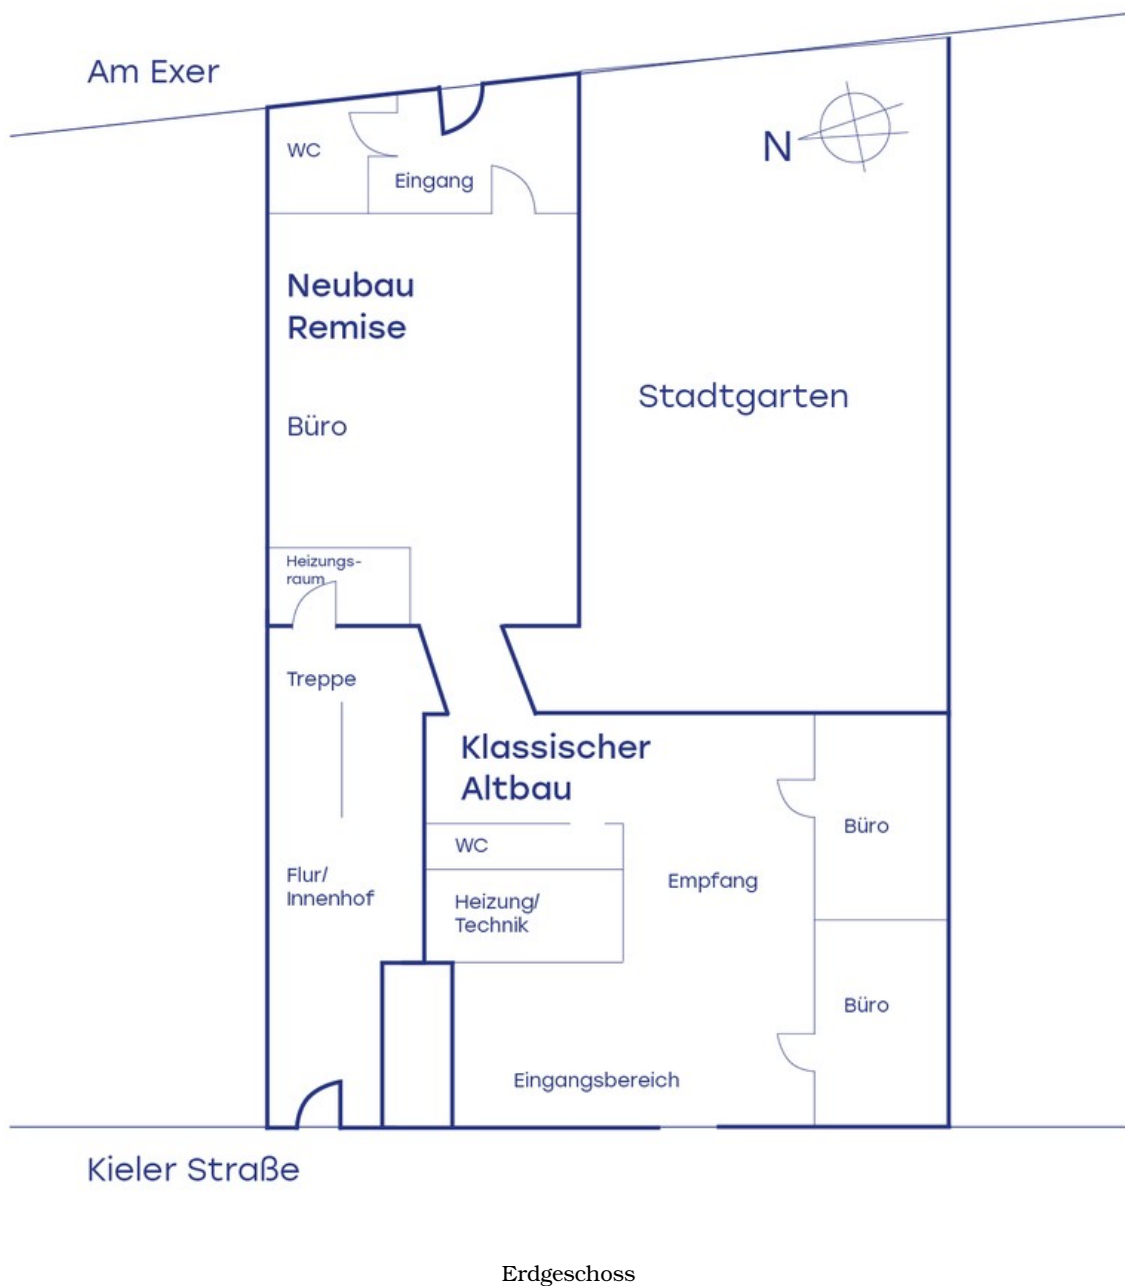 Am Exer
WC
Eingang
N
Neubau
Remise
Stadtgarten
Büro
Heizungs-
raum
Treppe
Klassischer
Altbau
WC
Büro
Empfang
Flur/
Innenhof
Heizung/
Technik
Büro
Eingangsbereich
Kieler Straße
Erdgeschoss